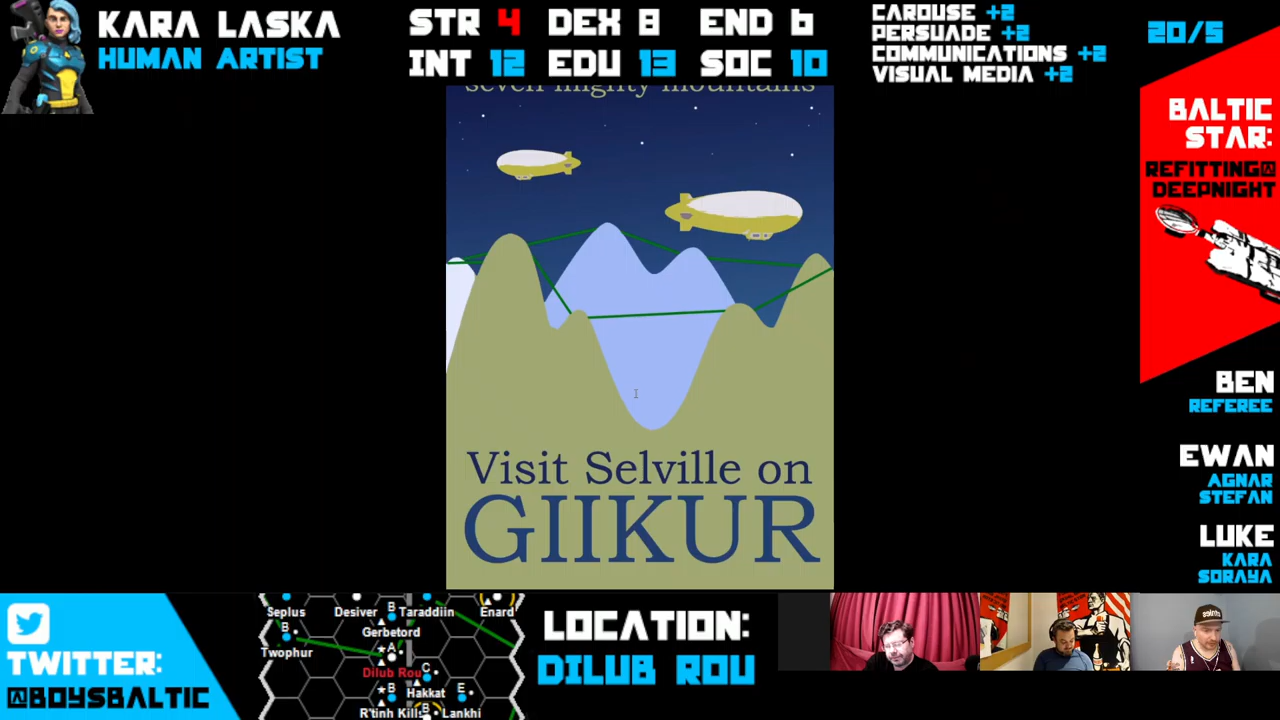 KARA LASKA
HUMAN ARTIST
STR 4 DEX 8 END 6
INT 12 EDU 13 SOC 10
CAROUSE +2
PERSUADE +2
COMMUNICATIONS +2
VISUAL MEDIA +2
20/5
BALTIC
STAR:
REFITTING@
DEEPNIGHT
seven mighty mountains
Visit Selville on
GIIKUR
BEN
REFEREE
EWAN
AGNAR
STEFAN
LUKE
KARA
SORAYA
TWITTER:
@BOYSBALTIC
Seplus
Desiver
B
Taraddiin
Enard
B
Gerbetord
Twophur
A
Dilub Rou
C
B
Hakkat
E
R'tinh Kill
B
Lankhi
LOCATION:
DILUB ROU